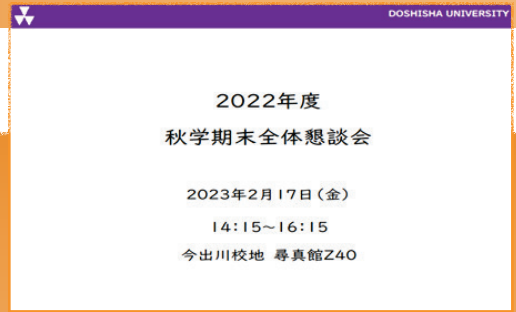 DOSHISHA UNIVERSITY
2022年度
秋学期末全体懇談会
2023年2月17日(金)
14:15~16:15
今出川校地 尋真館Z40